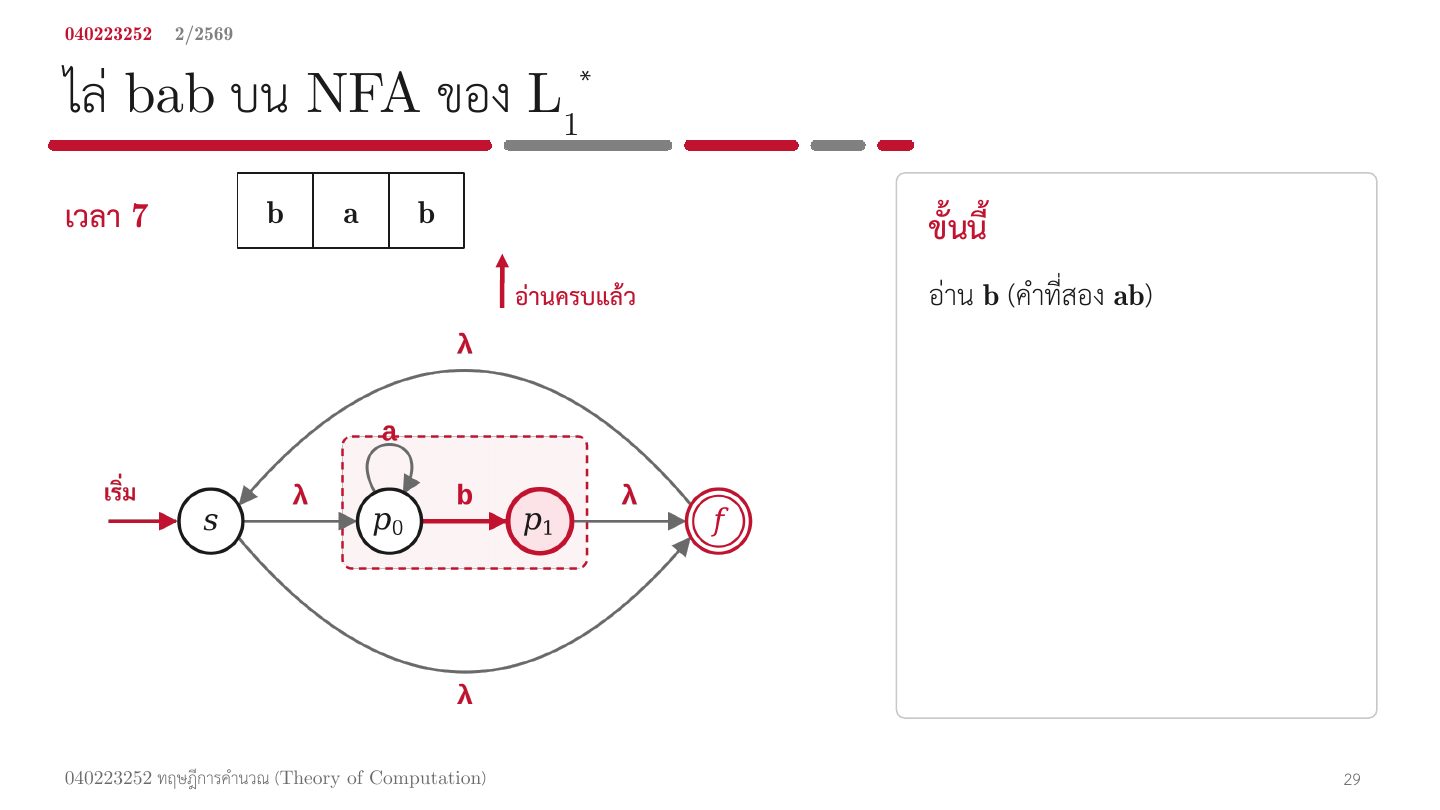 040223252 2/2569
ไล่ bab บน NFA ของ L1*
เวลา 7
b a b
อ่านครบแล้ว
ขั้นนี้
อ่าน b (คำที่สอง ab)
λ
a
เริ่ม
λ
b
λ
s
p0
p1
f
λ
040223252 ทฤษฎีการคำนวณ (Theory of Computation)
29